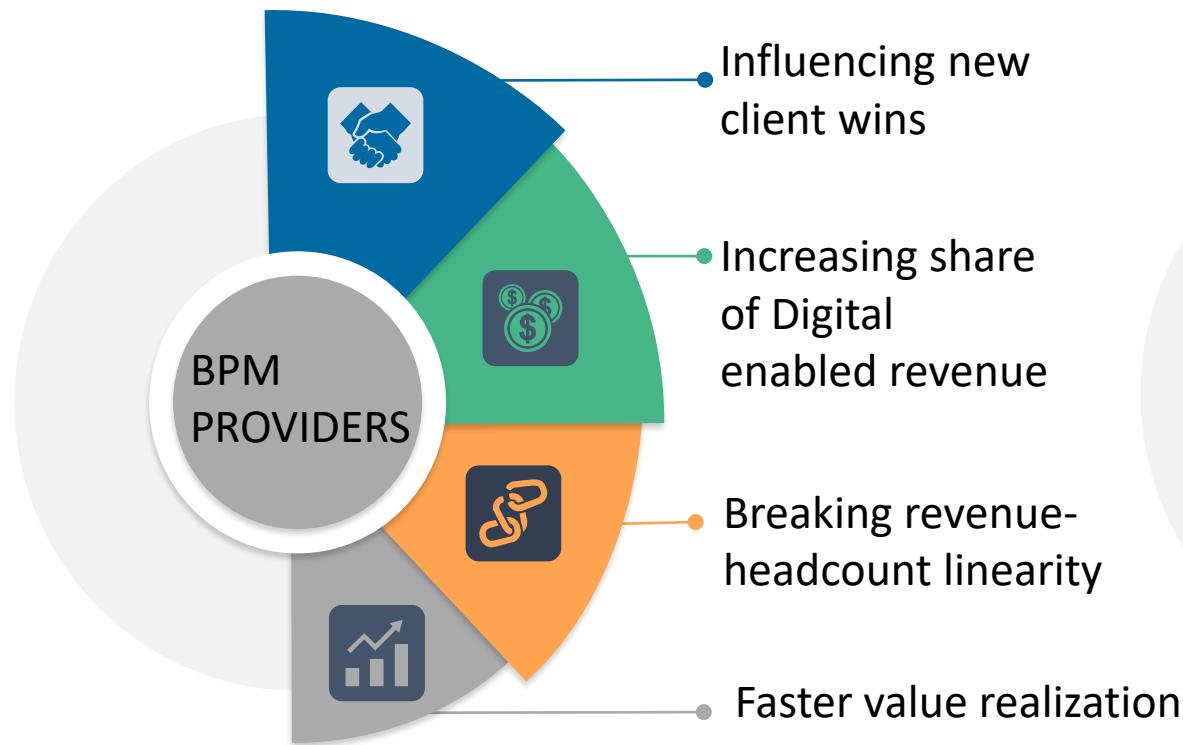 Influencing new
client wins
Increasing share
of Digital
enabled revenue
BPM
PROVIDERS
Breaking revenue-
headcount linearity
Faster value realization